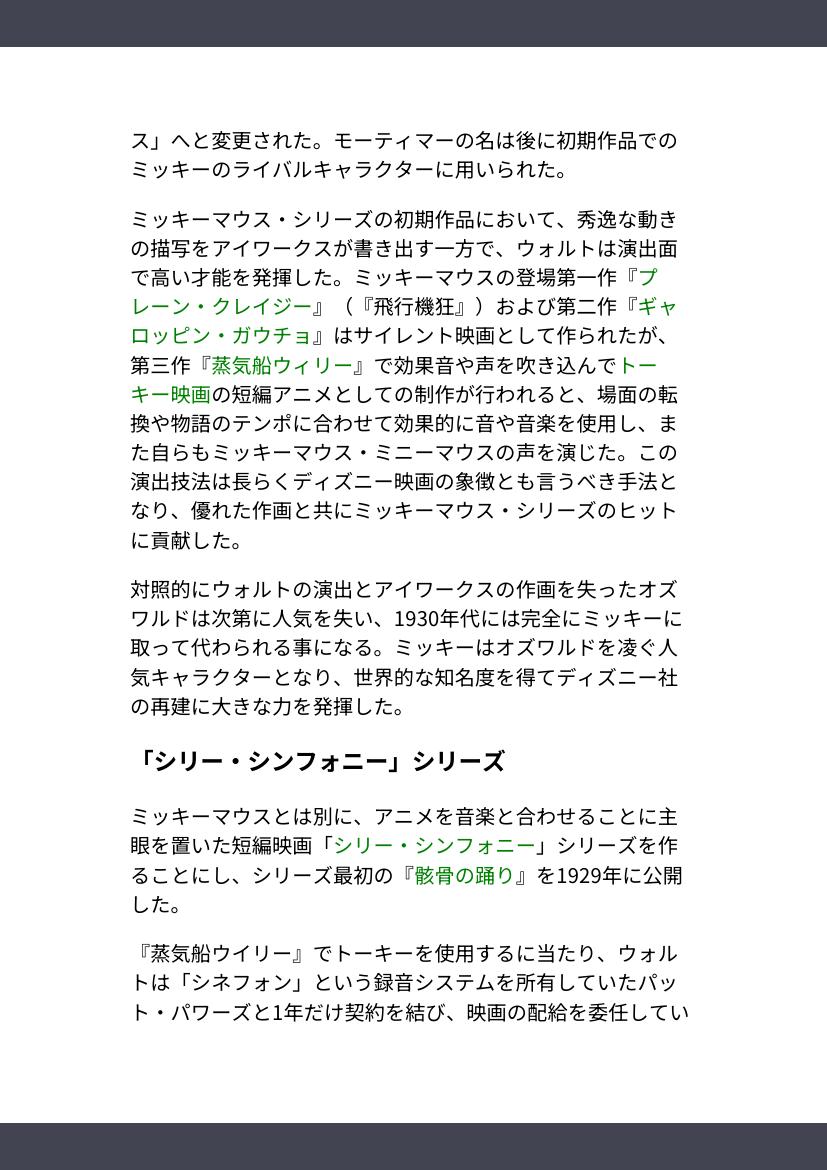 ス」へと変更された。モーティマーの名は後に初期作品での
ミッキーのライバルキャラクターに用いられた。
ミッキーマウス・シリーズの初期作品において、秀逸な動き
の描写をアイワークスが書き出す一方で、ウォルトは演出面
で高い才能を発揮した。ミッキーマウスの登場第一作『プ
レーン・クレイジー』（『飛行機狂』）および第二作『ギャ
ロッピン・ガウチョ』はサイレント映画として作られたが、
第三作『蒸気船ウィリー』で効果音や声を吹き込んでトー
キー映画の短編アニメとしての制作が行われると、場面の転
換や物語のテンポに合わせて効果的に音や音楽を使用し、ま
た自らもミッキーマウス・ミニーマウスの声を演じた。この
演出技法は長らくディズニー映画の象徴とも言うべき手法と
なり、優れた作画と共にミッキーマウス・シリーズのヒット
に貢献した。
対照的にウォルトの演出とアイワークスの作画を失ったオズ
ワルドは次第に人気を失い、1930年代には完全にミッキーに
取って代わられる事になる。ミッキーはオズワルドを凌ぐ人
気キャラクターとなり、世界的な知名度を得てディズニー社
の再建に大きな力を発揮した。
「シリー・シンフォニー」シリーズ
ミッキーマウスとは別に、アニメを音楽と合わせることに主
眼を置いた短編映画「シリー・シンフォニー」シリーズを作
ることにし、シリーズ最初の『骸骨の踊り』を1929年に公開
した。
『蒸気船ウイリー』でトーキーを使用するに当たり、ウォル
トは「シネフォン」という録音システムを所有していたパッ
ト・パワーズと1年だけ契約を結び、映画の配給を委任してい